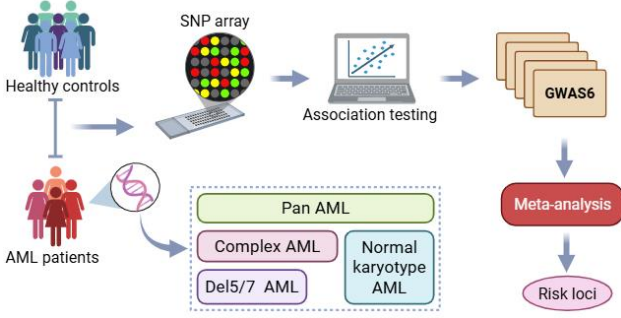 SNP array
Healthy controls
Association testing
GWAS6
Meta-analysis
Risk loci
AML patients
Pan AML
Complex AML
Normal
karyotype
AML
Del5/7 AML